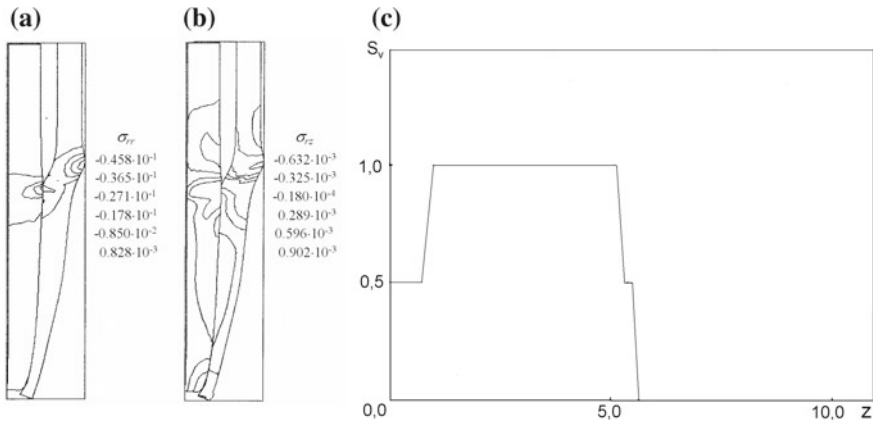 (a)
(b)
(c)
σrr
-0.458·10⁻¹
-0.365·10⁻¹
-0.271·10⁻¹
-0.178·10⁻¹
-0.850·10⁻²
0.828·10⁻³
σrz
-0.632·10⁻³
-0.325·10⁻³
-0.180·10⁻⁴
0.289·10⁻³
0.596·10⁻³
0.902·10⁻³
Sv
1,0
0,5
0,0
5,0
10,0
z